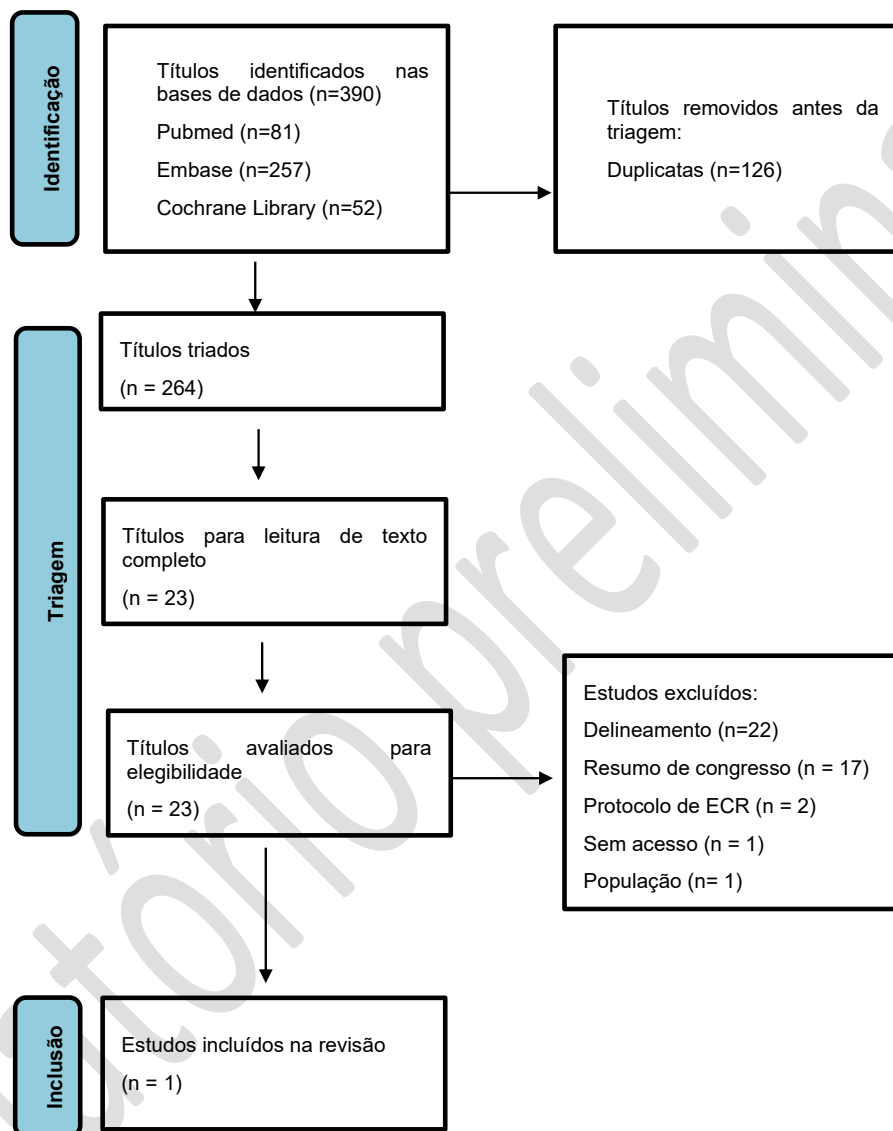 Identificação
Títulos identificados nas
bases de dados (n=390)
Pubmed (n=81)
Embase (n=257)
Cochrane Library (n=52)
Títulos removidos antes da
triagem:
Duplicatas (n=126)
Triagem
Títulos triados
(n = 264)
Títulos para leitura de texto
completo
(n = 23)
Títulos avaliados para
elegibilidade
(n = 23)
Estudos excluídos:
Delineamento (n=22)
Resumo de congresso (n = 17)
Protocolo de ECR (n = 2)
Sem acesso (n = 1)
População (n= 1)
Inclusão
Estudos incluídos na revisão
(n = 1)
atório prelimina